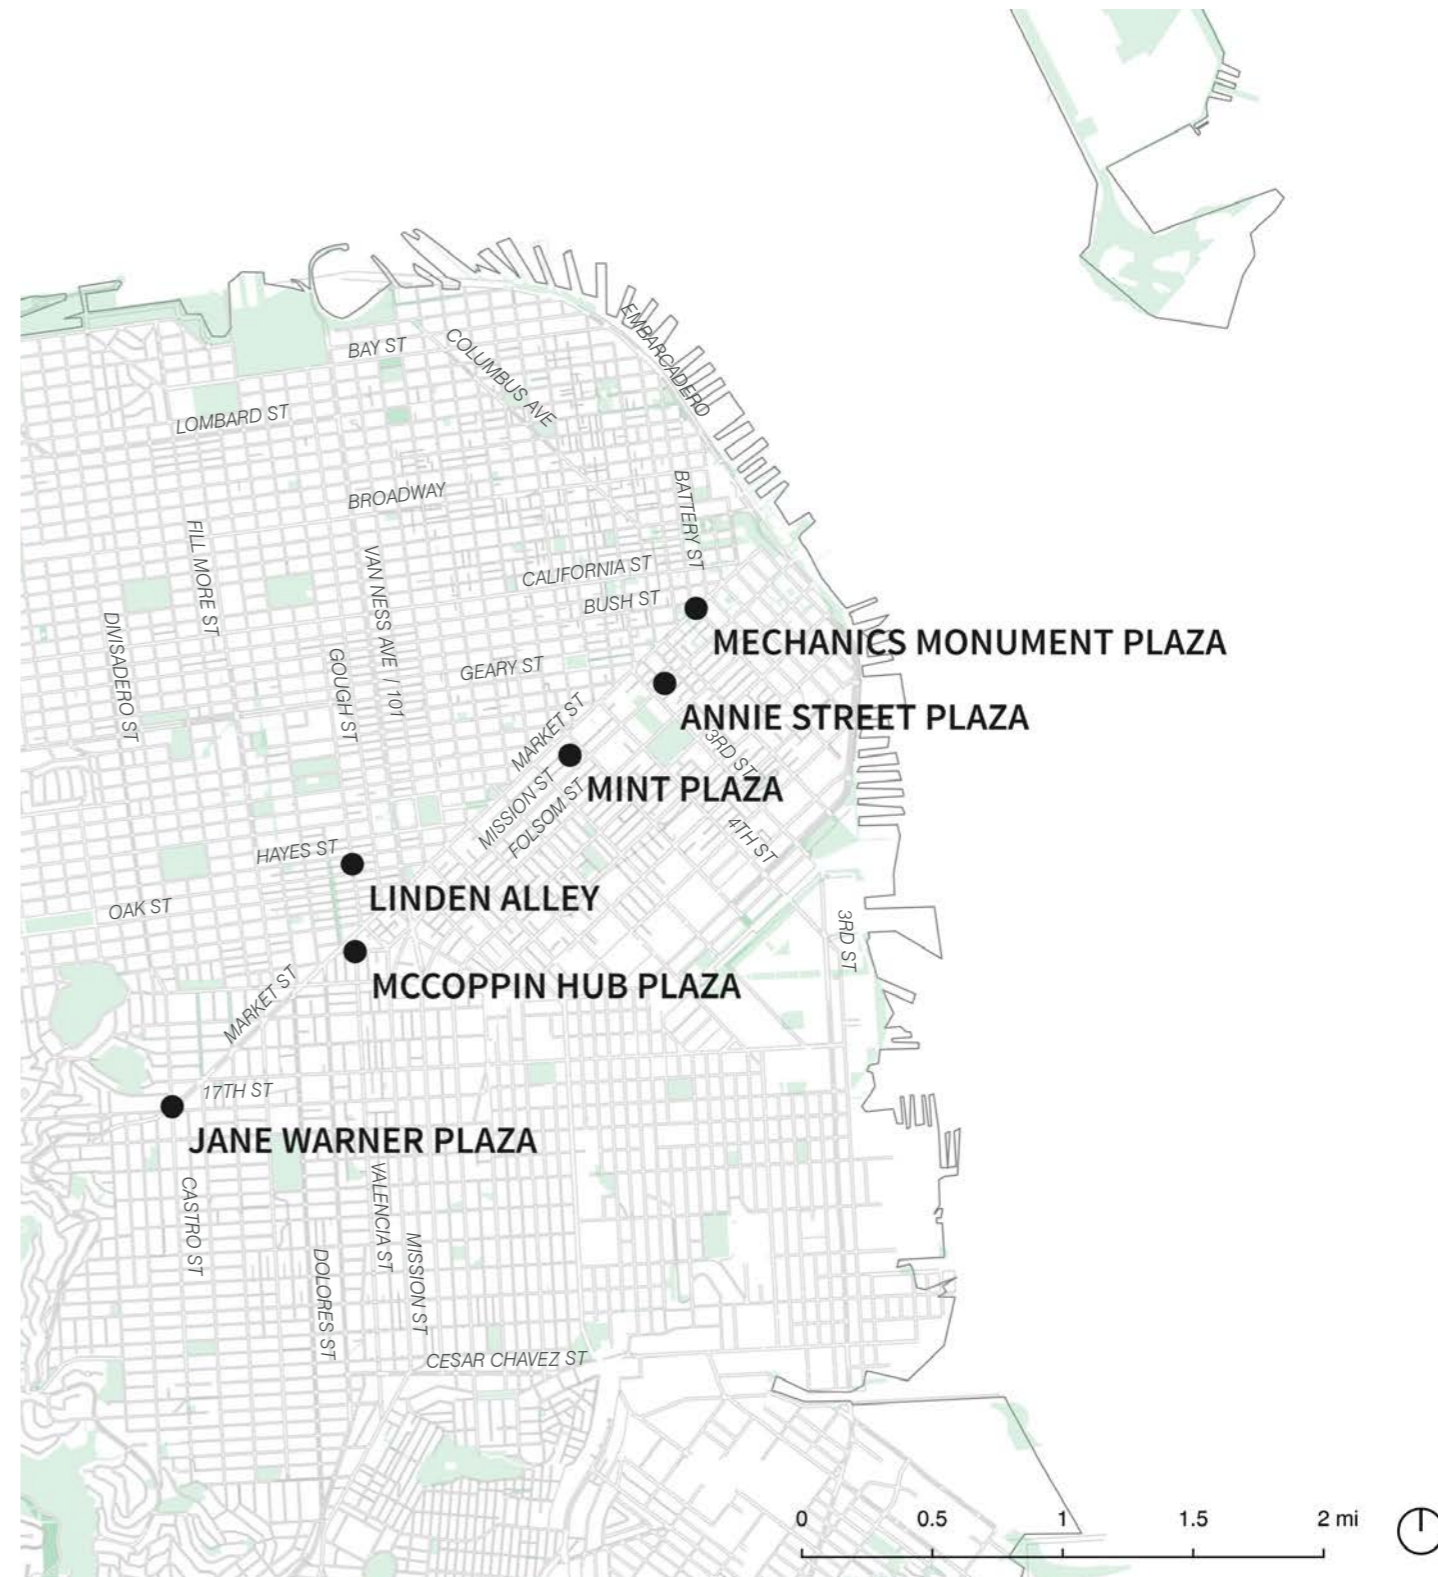 EMBARCADERO
BAY ST
COLUMBUS AVE
LOMBARD ST
BROADWAY
BATTERY ST
FILLMORE ST
VAN NESS AVE / 101
CALIFORNIA ST
BUSH ST
DIVISADERO ST
MECHANICS MONUMENT PLAZA
GOUGH ST
GEARY ST
ANNIE STREET PLAZA
MARKET ST
3RD ST
MINT PLAZA
MISSION ST
FOLSOM ST
4TH ST
HAYES ST
LINDEN ALLEY
OAK ST
3RD ST
MCCOPPIN HUB PLAZA
MARKET ST
17TH ST
JANE WARNER PLAZA
CASTRO ST
VALENCIA ST
MISSION ST
DOLORES ST
CESAR CHAVEZ ST
0 0.5 1 1.5 2 mi